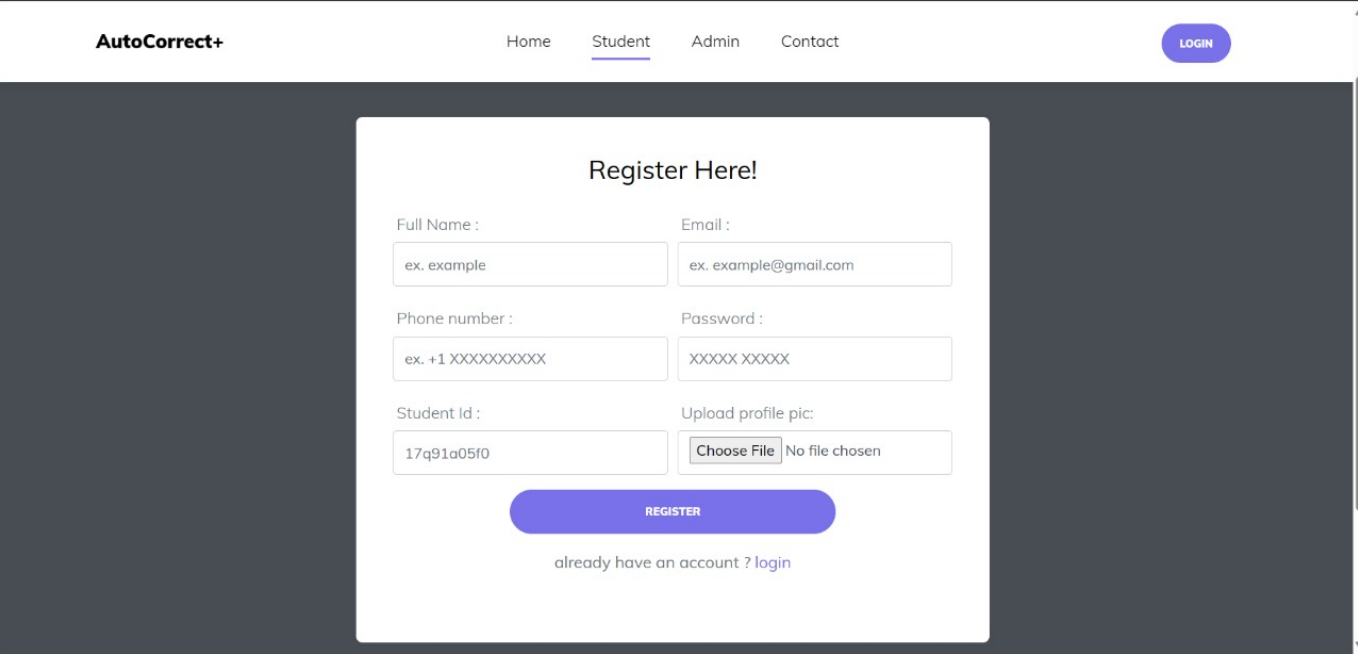 AutoCorrect+ Home Student Admin Contact LOGIN
Register Here!
Full Name : Email :
ex. example ex. example@gmail.com
Phone number : Password :
ex. +1 XXXXXXXXXX XXXXX XXXXX
Student Id : Upload profile pic:
17q91a05f0 Choose File No file chosen
REGISTER
already have an account ? login